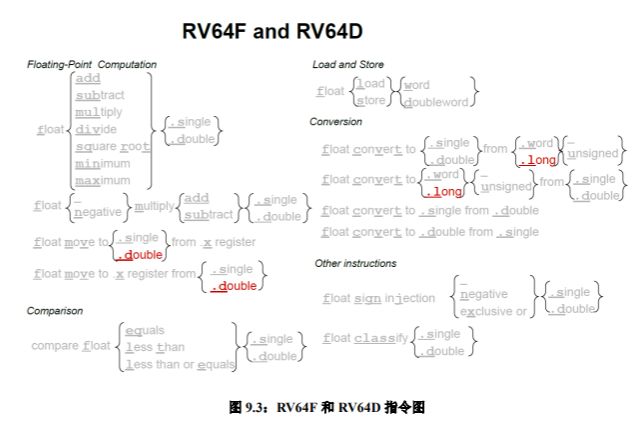 RV64F and RV64D
Floating-Point Computation
float
add
subtract
multiply
divide
square root
minimum
maximum
.single
.double
float
_
negative
multiply
add
subtract
.single
.double
float move to
.single
.double
from .x register
float move to .x register from
.single
.double
Comparison
compare float
equals
less than
less than or equals
.single
.double
Load and Store
float
load
store
word
doubleword
Conversion
float convert to
.single
.double
from
.word
.long
_
unsigned
float convert to
.word
.long
_
unsigned
from
.single
.double
float convert to .single from .double
float convert to .double from .single
Other instructions
float sign injection
_
negative
exclusive or
.single
.double
float classify
.single
.double
图 9.3：RV64F 和 RV64D 指令图